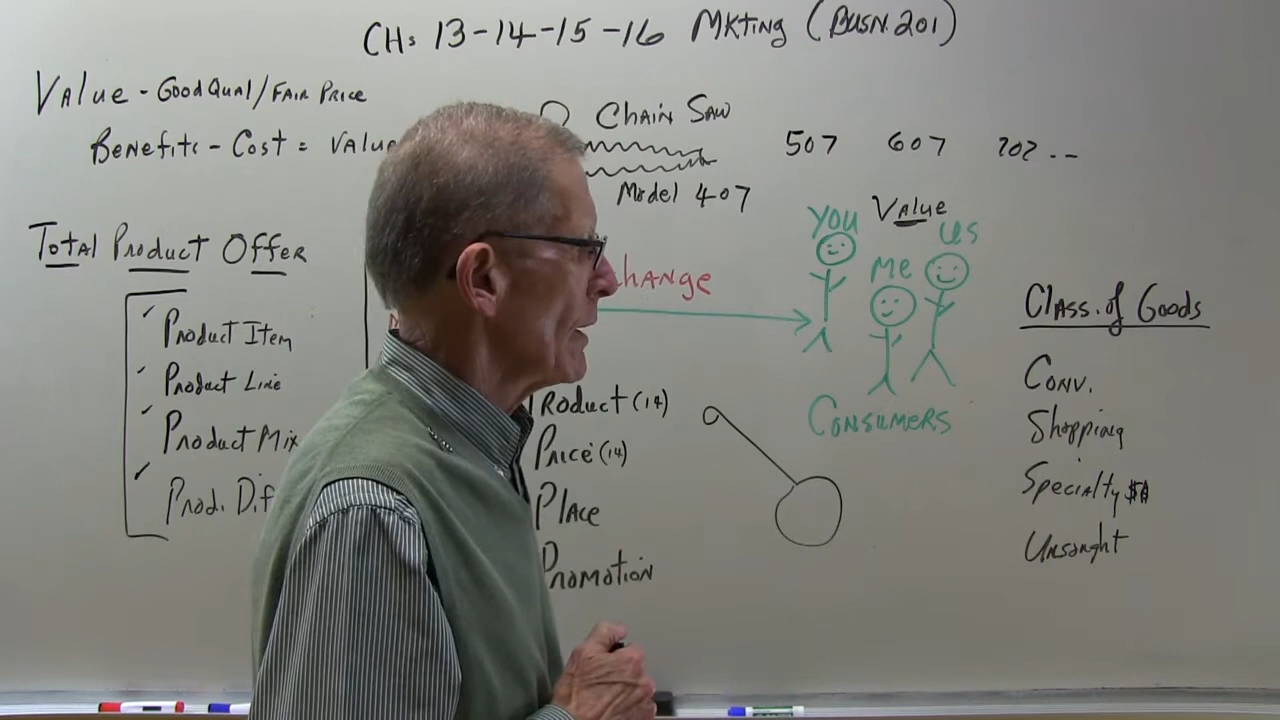 CH: 13-14-15-16 MKting (BUSN.201)
Value - Good Qual/Fair Price
Benefits - Cost = Value
Chain Saw
Model 407
507 607 707 --
Total Product Offer
Product Item
Product Line
Product Mix
Prod. Dif
change
Product (14)
Price (14)
Place
Promotion
Value
You
Me
Us
Consumers
Class. of Goods
Conv.
Shopping
Specialty
Unsought